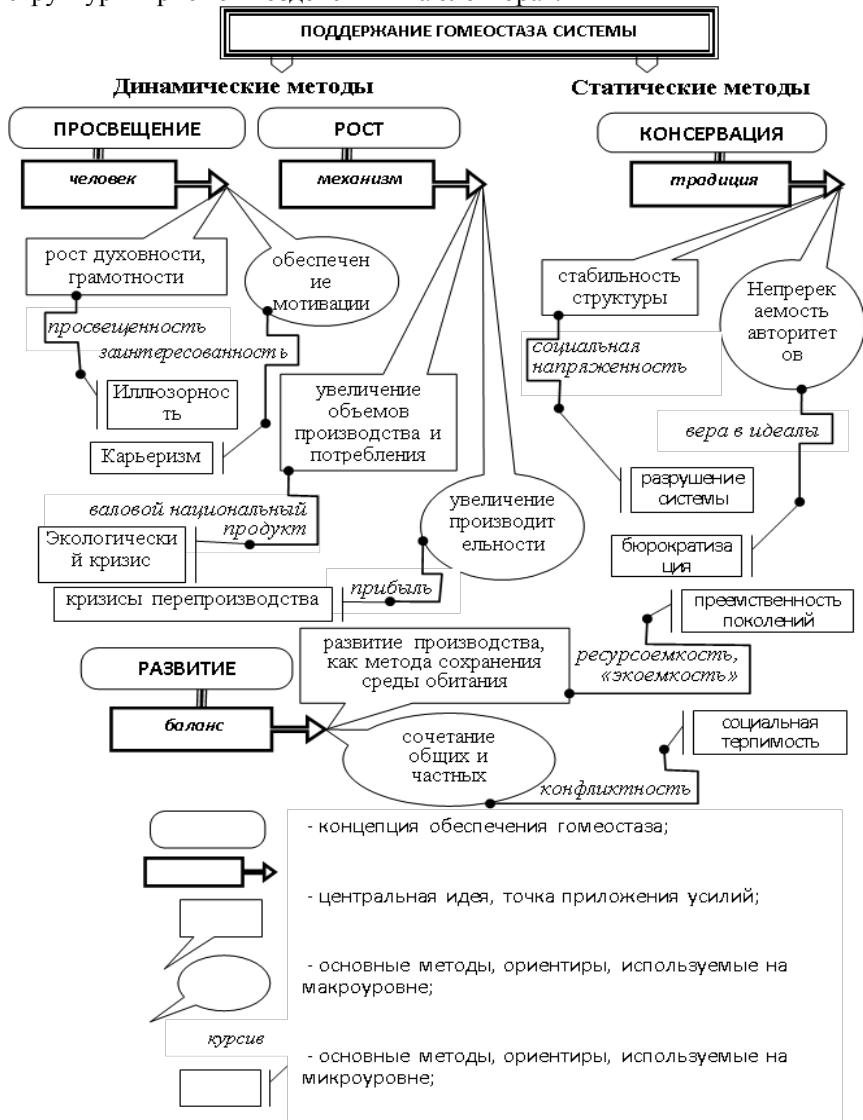 ПОДДЕРЖАНИЕ ГОМЕОСТАЗА СИСТЕМЫ
Динамические методы
Статические методы
ПРОСВЕЩЕНИЕ
РОСТ
КОНСЕРВАЦИЯ
человек
механизм
традиция
рост духовности,
грамотности
обеспечен
ие
мотивации
стабильность
структуры
Непререк
аемость
авторитет
ов
просвещенность
заинтересованность
социальная
напряженность
Иллюзорнос
ть
Карьеризм
увеличение
объемов
производства и
потребления
вера в идеалы
разрушение
системы
валовой национальный
продукт
увеличение
производит
ельности
Экологически
й кризис
бюрократиза
ция
кризисы перепроизводства
прибыль
преемственность
поколений
РАЗВИТИЕ
развитие производства,
как метода сохранения
среды обитания
ресурсоемкость,
«экоемкость»
баланс
сочетание
общих и
частных
социальная
терпимость
конфликтность
- концепция обеспечения гомеостаза;
- центральная идея, точка приложения усилий;
- основные методы, ориентиры, используемые на
макроуровне;
курсив
- основные методы, ориентиры, используемые на
микроуровне;